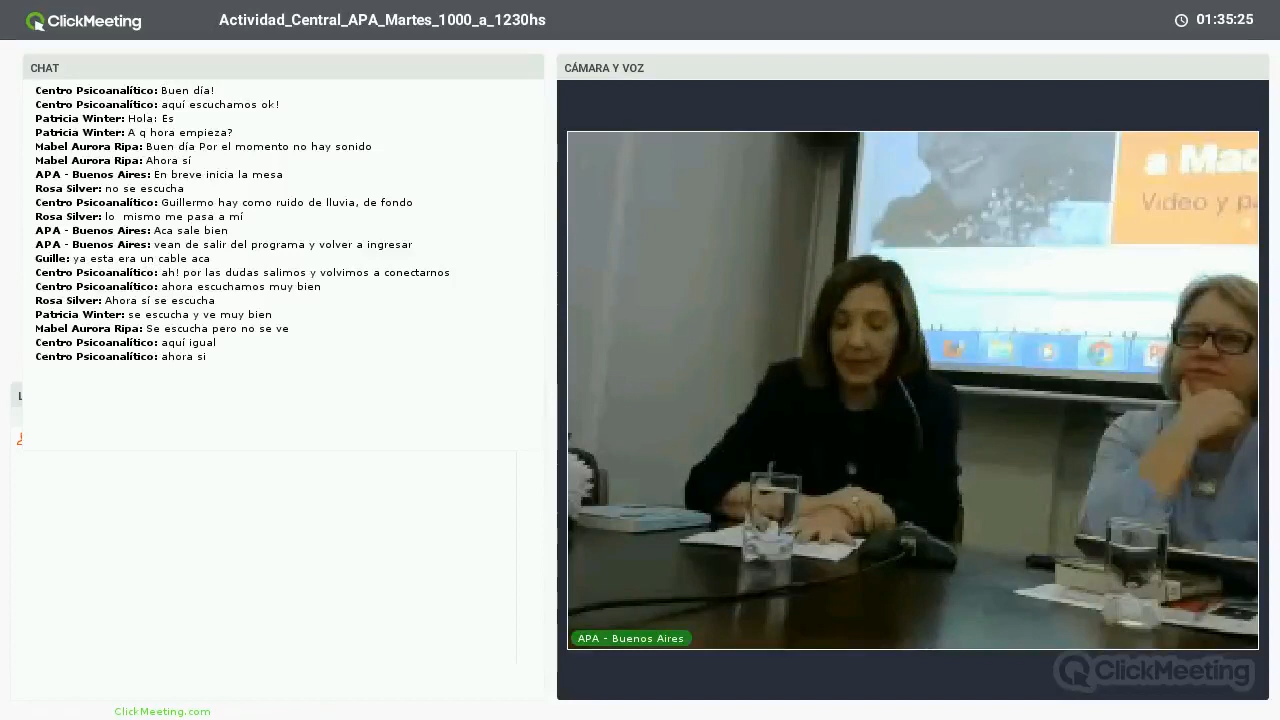 ClickMeeting
Actividad_Central_APA_Martes_1000_a_1230hs
01:35:25
CHAT
Centro Psicoanalítico: Buen día!
Centro Psicoanalítico: aquí escuchamos ok!
Patricia Winter: Hola: Es
Patricia Winter: A q hora empieza?
Mabel Aurora Ripa: Buen día Por el momento no hay sonido
Mabel Aurora Ripa: Ahora sí
APA - Buenos Aires: En breve inicia la mesa
Rosa Silver: no se escucha
Centro Psicoanalítico: Guillermo hay como ruido de lluvia, de fondo
Rosa Silver: lo mismo me pasa a mí
APA - Buenos Aires: Aca sale bien
APA - Buenos Aires: vean de salir del programa y volver a ingresar
Guille: ya esta era un cable aca
Centro Psicoanalítico: ah! por las dudas salimos y volvimos a conectarnos
Centro Psicoanalítico: ahora escuchamos muy bien
Rosa Silver: Ahora sí se escucha
Patricia Winter: se escucha y ve muy bien
Mabel Aurora Ripa: Se escucha pero no se ve
Centro Psicoanalítico: aquí igual
Centro Psicoanalítico: ahora si
CÁMARA Y VOZ
a Mad
Video y pa
APA - Buenos Aires
ClickMeeting
ClickMeeting.com